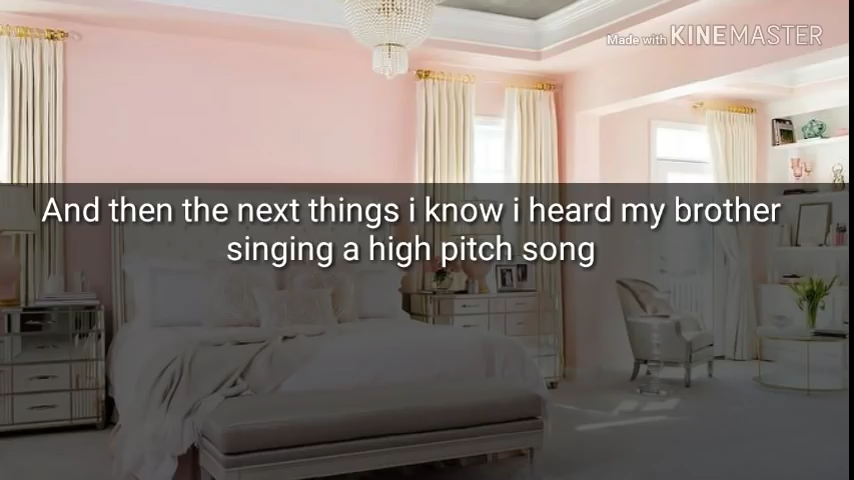 Made with KINEMASTER
And then the next things i know i heard my brother
singing a high pitch song